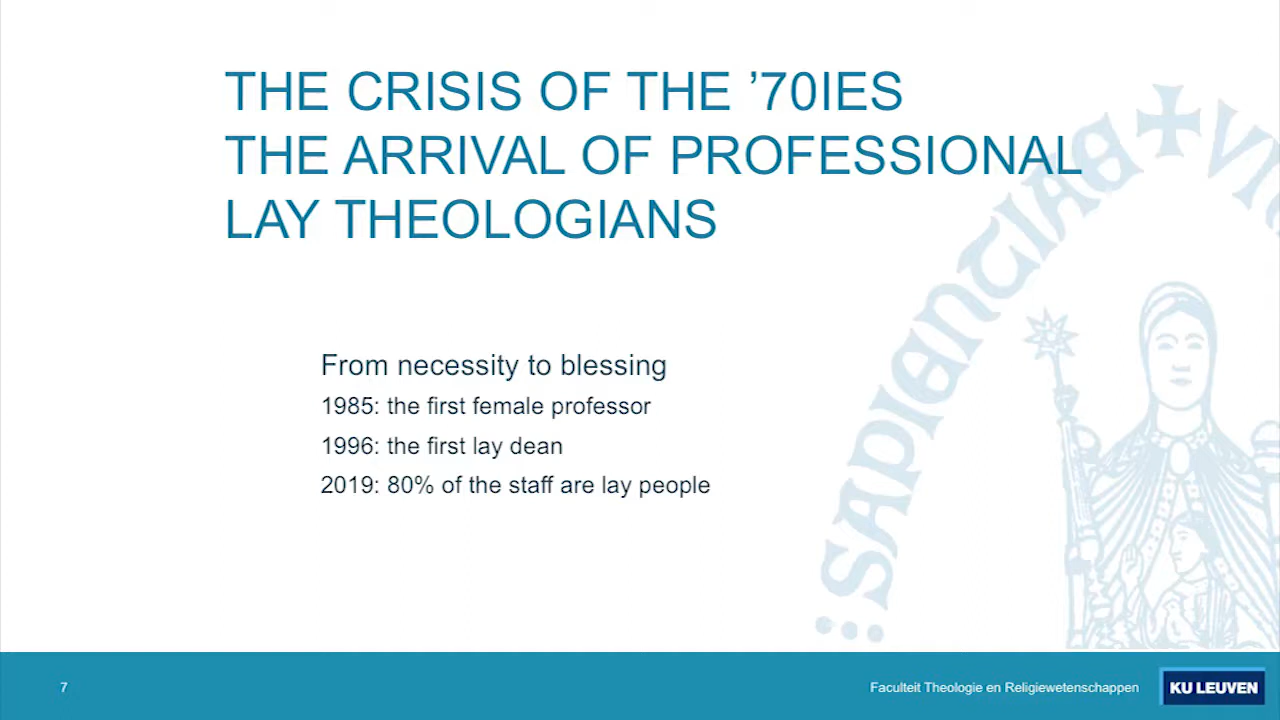 THE CRISIS OF THE ’70IES
THE ARRIVAL OF PROFESSIONAL
LAY THEOLOGIANS
From necessity to blessing
1985: the first female professor
1996: the first lay dean
2019: 80% of the staff are lay people
SAPIENTIAE
7
Faculteit Theologie en Religiewetenschappen
KU LEUVEN